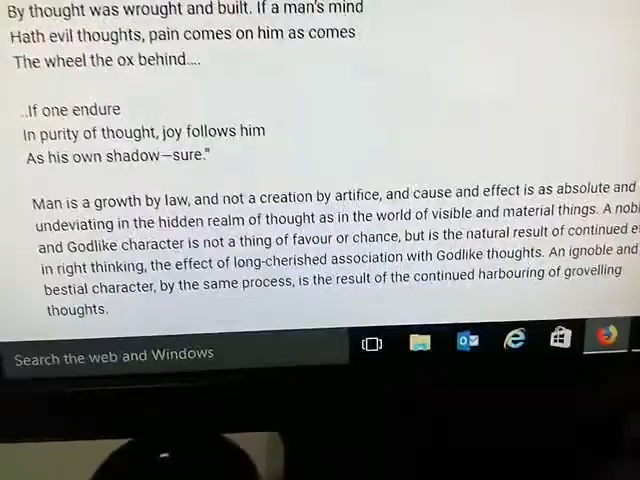 By thought was wrought and built. If a man's mind
Hath evil thoughts, pain comes on him as comes
The wheel the ox behind....
..If one endure
In purity of thought, joy follows him
As his own shadow—sure."
Man is a growth by law, and not a creation by artifice, and cause and effect is as absolute and
undeviating in the hidden realm of thought as in the world of visible and material things. A nobl
and Godlike character is not a thing of favour or chance, but is the natural result of continued e
in right thinking, the effect of long-cherished association with Godlike thoughts. An ignoble and
bestial character, by the same process, is the result of the continued harbouring of grovelling
thoughts.
Search the web and Windows